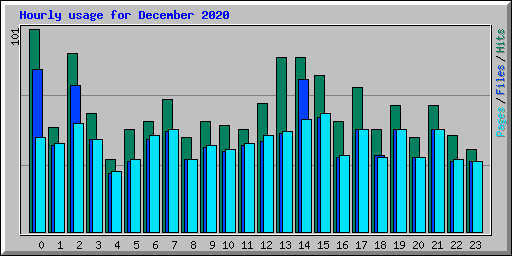 Hourly usage for December 2020
101
Pages/Files/Hits
0 1 2 3 4 5 6 7 8 9 10 11 12 13 14 15 16 17 18 19 20 21 22 23